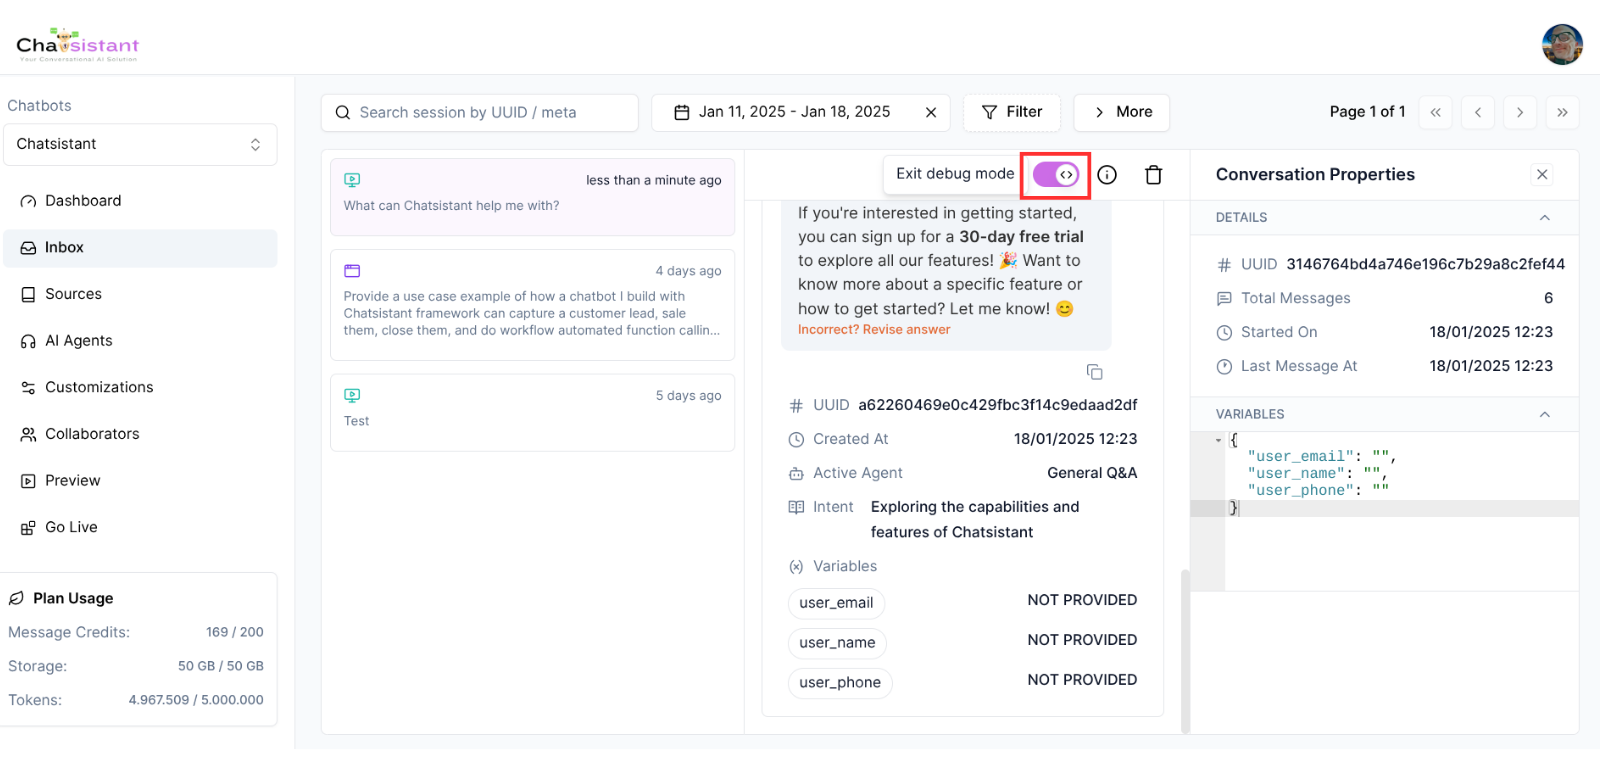 Chatsistant
Your Conversational AI Solution
Chatbots
Chatsistant
Dashboard
Inbox
Sources
AI Agents
Customizations
Collaborators
Preview
Go Live
Plan Usage
Message Credits: 169 / 200
Storage: 50 GB / 50 GB
Tokens: 4.967.509 / 5.000.000
Search session by UUID / meta
Jan 11, 2025 - Jan 18, 2025
Filter
More
Page 1 of 1
less than a minute ago
What can Chatsistant help me with?
4 days ago
Provide a use case example of how a chatbot I build with
Chatsistant framework can capture a customer lead, sale
them, close them, and do workflow automated function callin...
5 days ago
Test
Exit debug mode
If you're interested in getting started,
you can sign up for a 30-day free trial
to explore all our features! 🎉 Want to
know more about a specific feature or
how to get started? Let me know! 😊
Incorrect? Revise answer
UUID a62260469e0c429fbc3f14c9edaad2df
Created At 18/01/2025 12:23
Active Agent General Q&A
Intent Exploring the capabilities and
features of Chatsistant
Variables
user_email NOT PROVIDED
user_name NOT PROVIDED
user_phone NOT PROVIDED
Conversation Properties
DETAILS
UUID 3146764bd4a746e196c7b29a8c2fef44
Total Messages 6
Started On 18/01/2025 12:23
Last Message At 18/01/2025 12:23
VARIABLES
{
"user_email": "",
"user_name": "",
"user_phone": ""
}